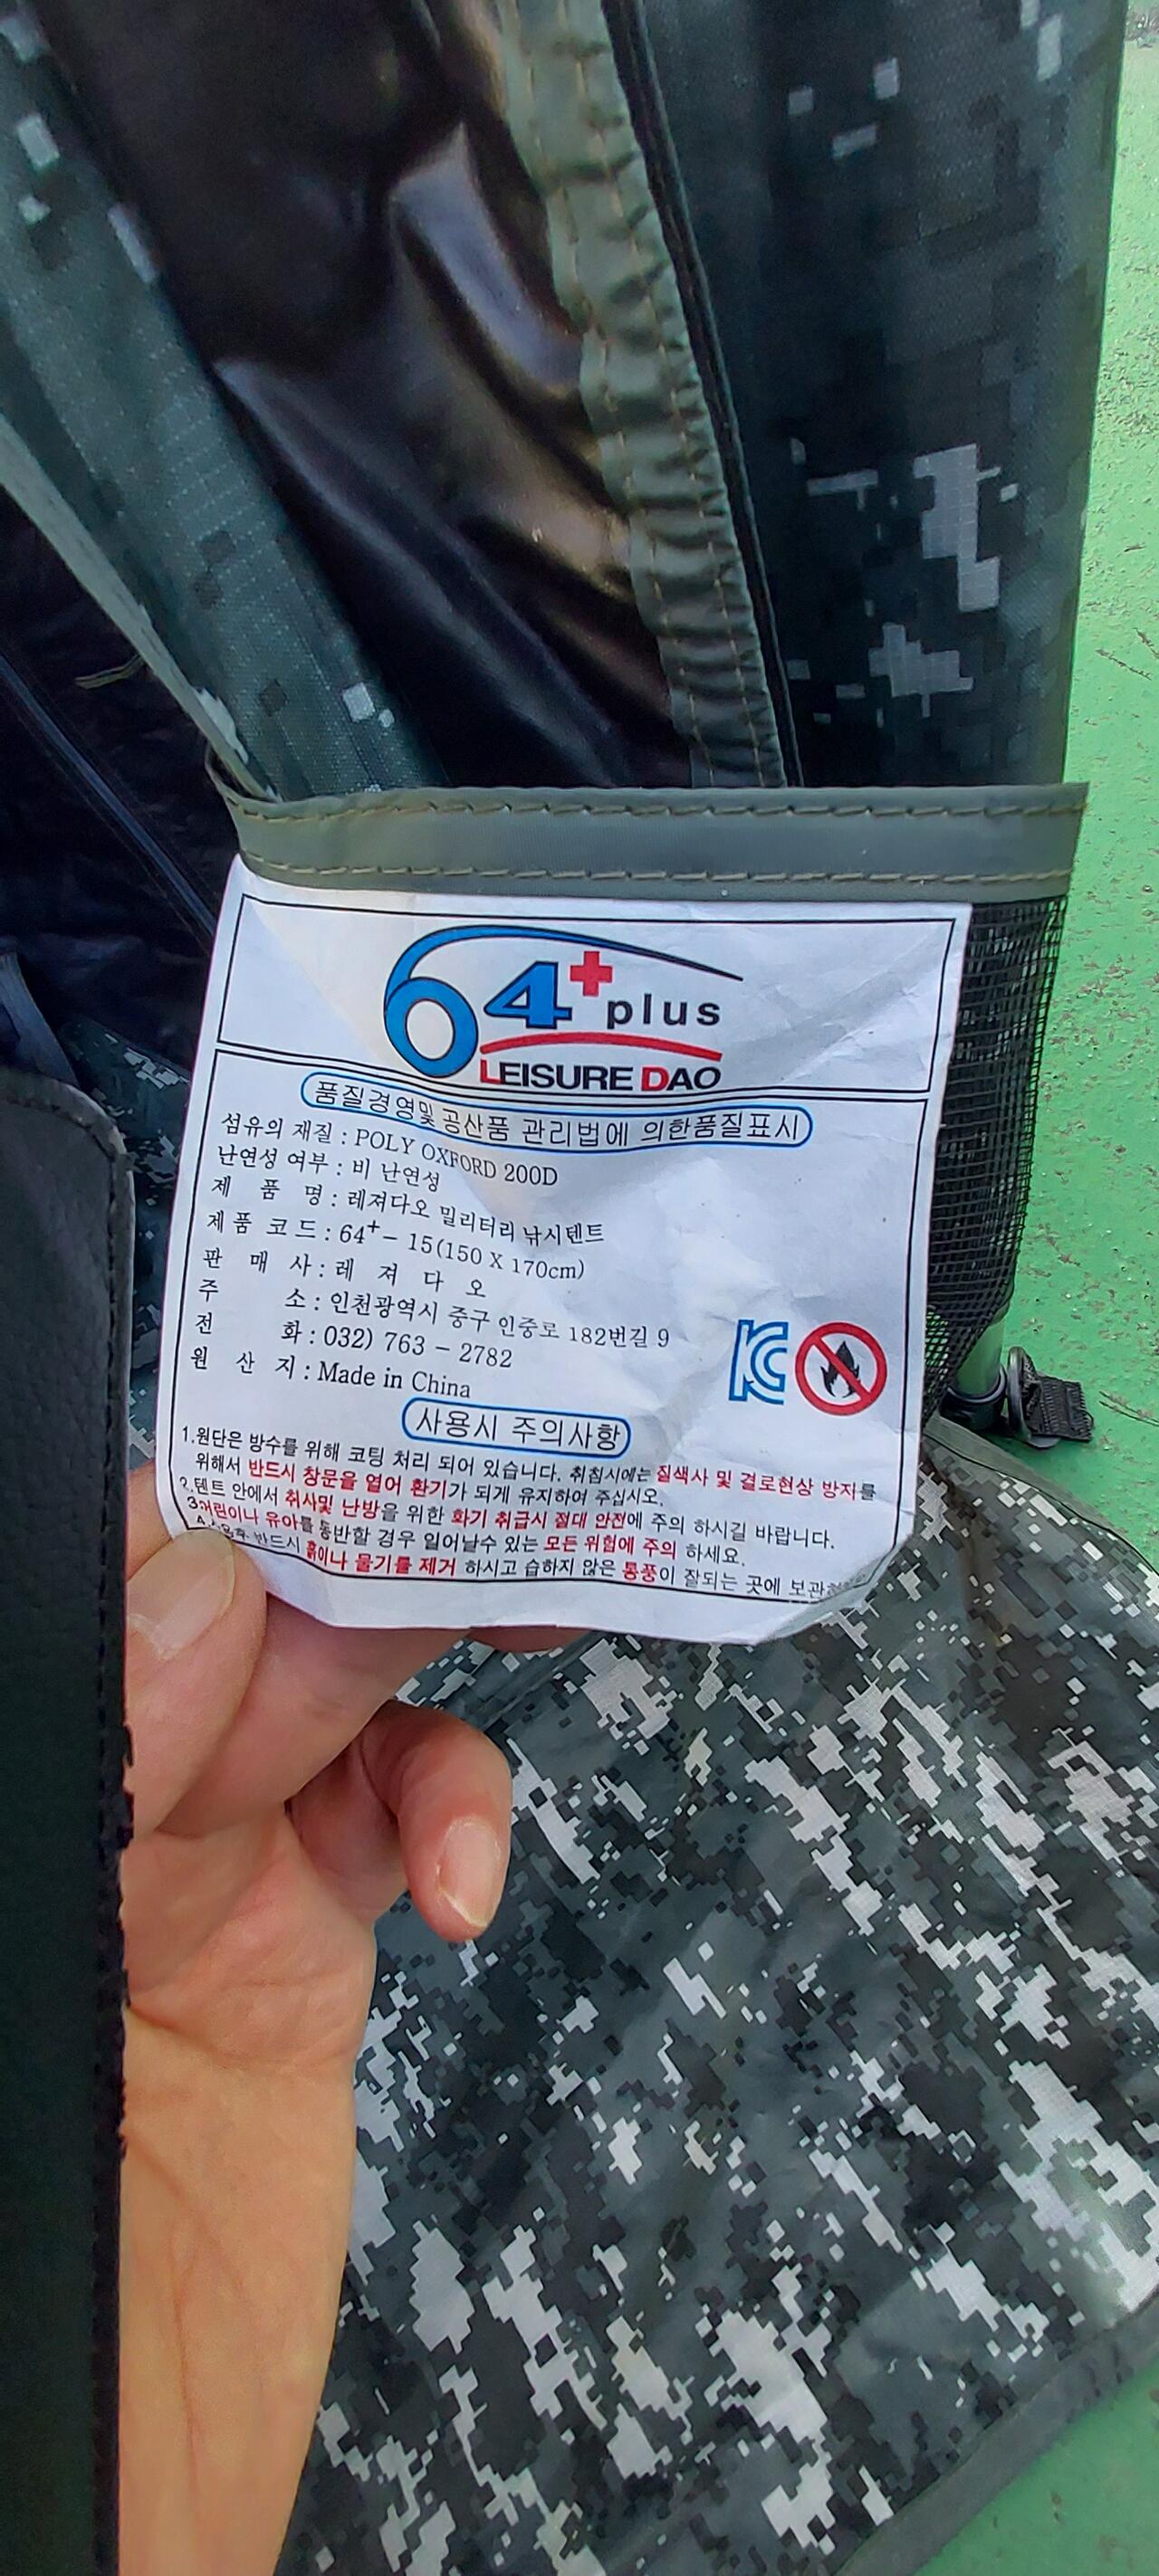 64+ plus
LEISURE DAO
품질경영및 공산품 관리법에 의한품질표시
섬유의 재질 : POLY OXFORD 200D
난연성 여부 : 비 난연성
제 품 명 : 레져다오 밀리터리 낚시텐트
제 품 코 드 : 64+ - 15(150 X 170cm)
판 매 사 : 레 져 다 오
주 소 : 인천광역시 중구 인중로 182번길 9
전 화 : 032) 763 - 2782
원 산 지 : Made in China
KC
사용시 주의사항
1.원단은 방수를 위해 코팅 처리 되어 있습니다. 취침시에는 질색사 및 결로현상 방지를
위해서 반드시 창문을 열어 환기가 되게 유지하여 주십시오.
2.텐트 안에서 취사및 난방을 위한 화기 취급시 절대 안전에 주의 하시길 바랍니다.
3.어린이나 유아를 동반할 경우 일어날수 있는 모든 위험에 주의 하세요.
4. 반드시 흙이나 물기를 제거 하시고 습하지 않은 통풍이 잘되는 곳에